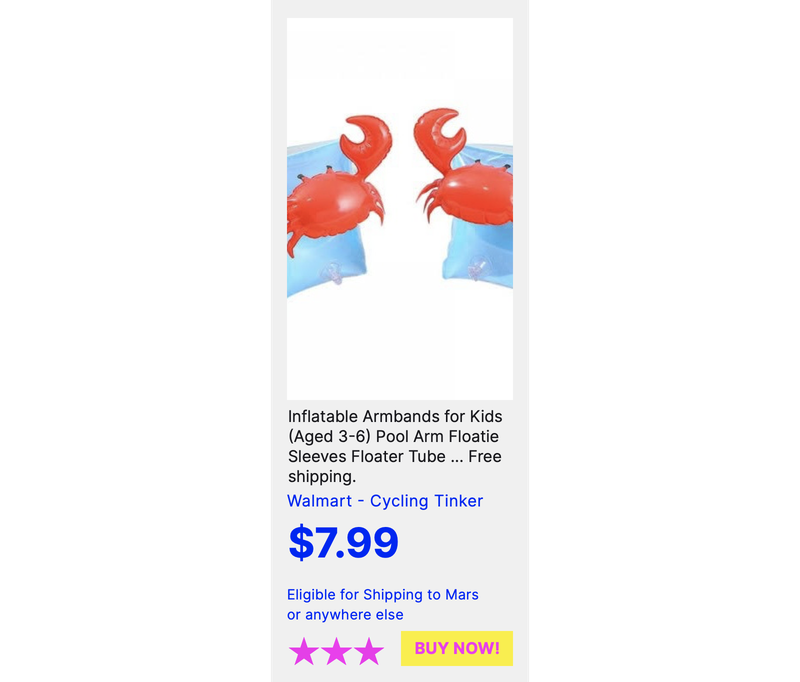 Inflatable Armbands for Kids
(Aged 3-6) Pool Arm Floatie
Sleeves Floater Tube ... Free
shipping.
Walmart - Cycling Tinker
$7.99
Eligible for Shipping to Mars
or anywhere else
BUY NOW!